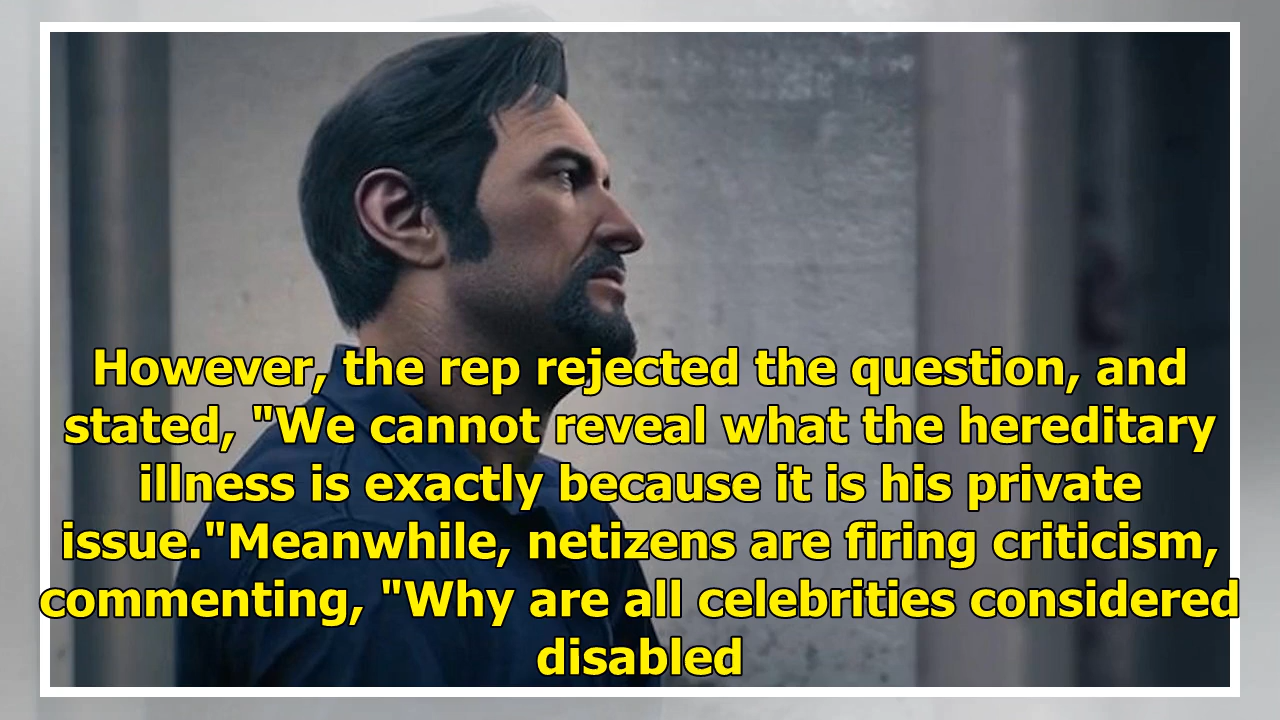 However, the rep rejected the question, and
stated, "We cannot reveal what the hereditary
illness is exactly because it is his private
issue."Meanwhile, netizens are firing criticism,
commenting, "Why are all celebrities considered
disabled